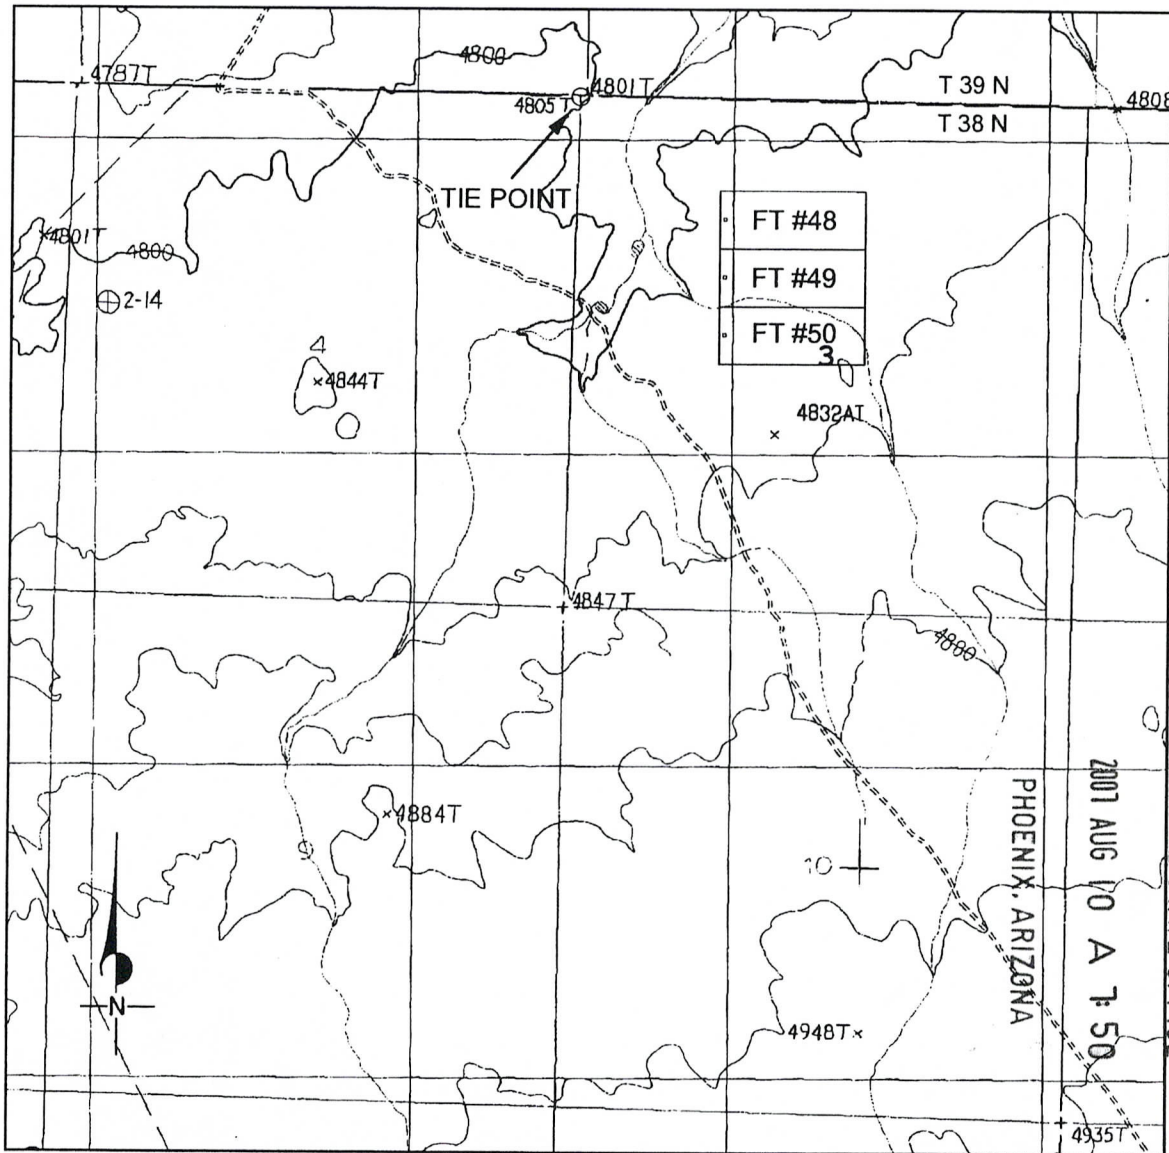 4800
4787T
4801T
4805T
T 39 N
4808
T 38 N
TIE POINT
FT #48
4801T
4800
FT #49
2-14
FT #50
3
4
4844T
4832AT
4847T
4800
4884T
10
2007 AUG 10 A 7:50
PHOENIX, ARIZONA
N
4948T
4935T